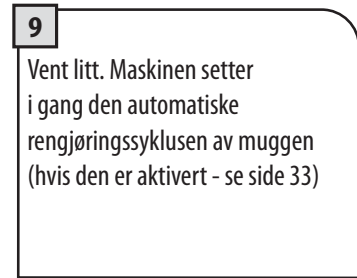 9
Vent litt. Maskinen setter
i gang den automatiske
rengjøringssyklusen av muggen
(hvis den er aktivert - se side 33)